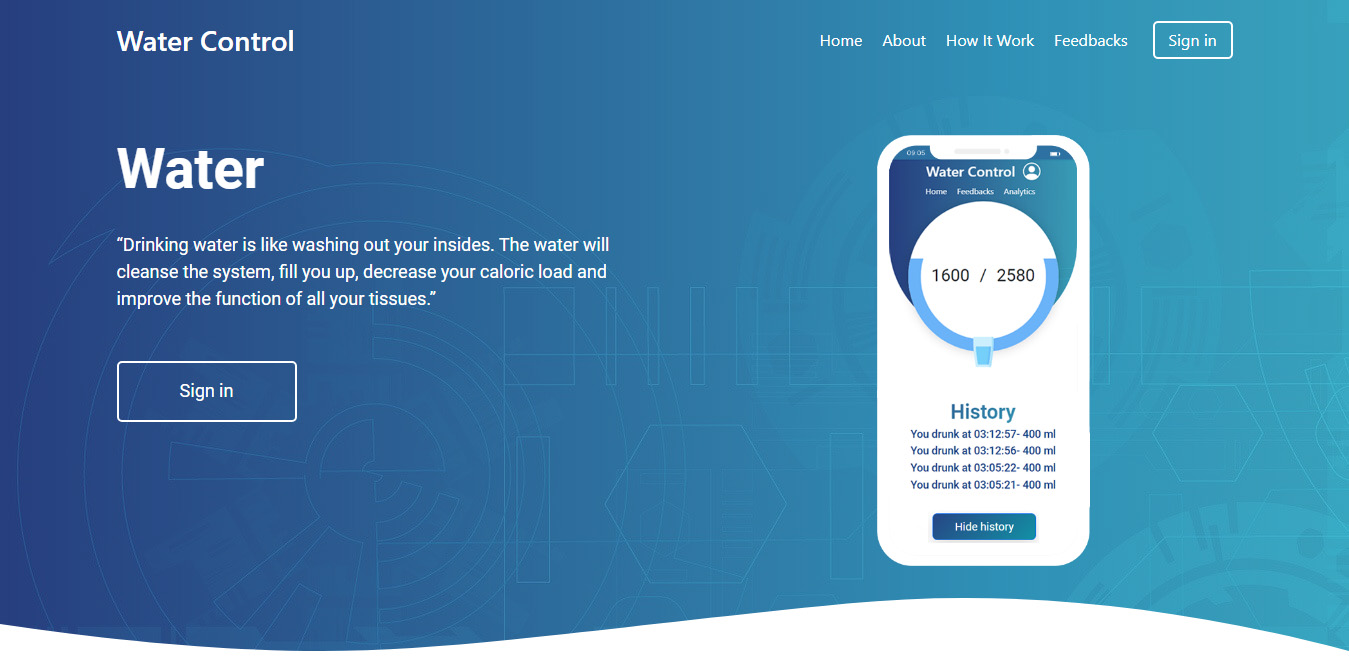 Water Control
Home About How It Work Feedbacks Sign in
Water
“Drinking water is like washing out your insides. The water will
cleanse the system, fill you up, decrease your caloric load and
improve the function of all your tissues.”
Sign in
09:05
Water Control
Home Feedbacks Analytics
1600 / 2580
History
You drunk at 03:12:57- 400 ml
You drunk at 03:12:56- 400 ml
You drunk at 03:05:22- 400 ml
You drunk at 03:05:21- 400 ml
Hide history